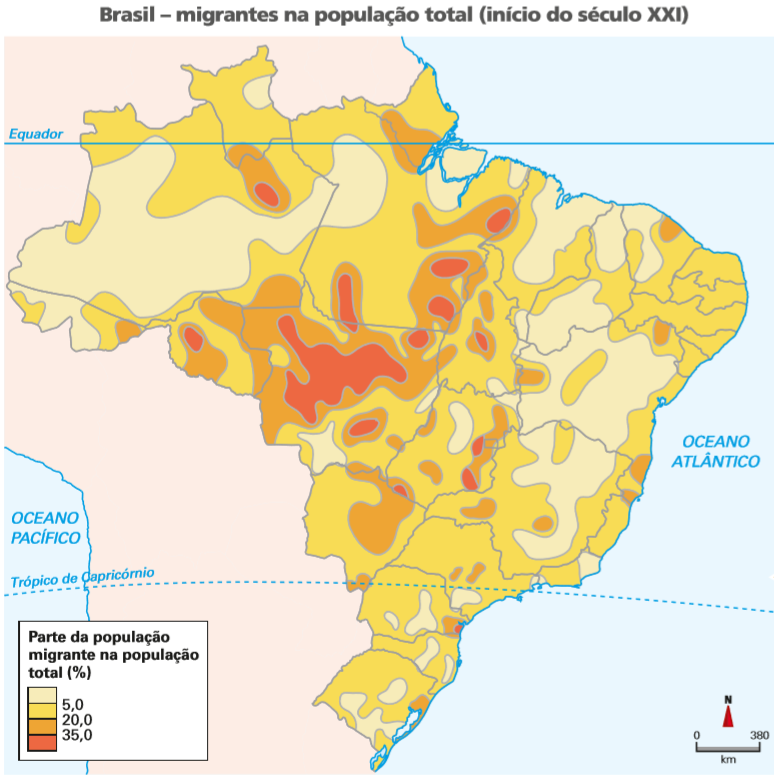 Brasil – migrantes na população total (início do século XXI)
Equador
OCEANO
ATLÂNTICO
OCEANO
PACÍFICO
Trópico de Capricórnio
Parte da população
migrante na população
total (%)
5,0
20,0
35,0
N
0 380
km